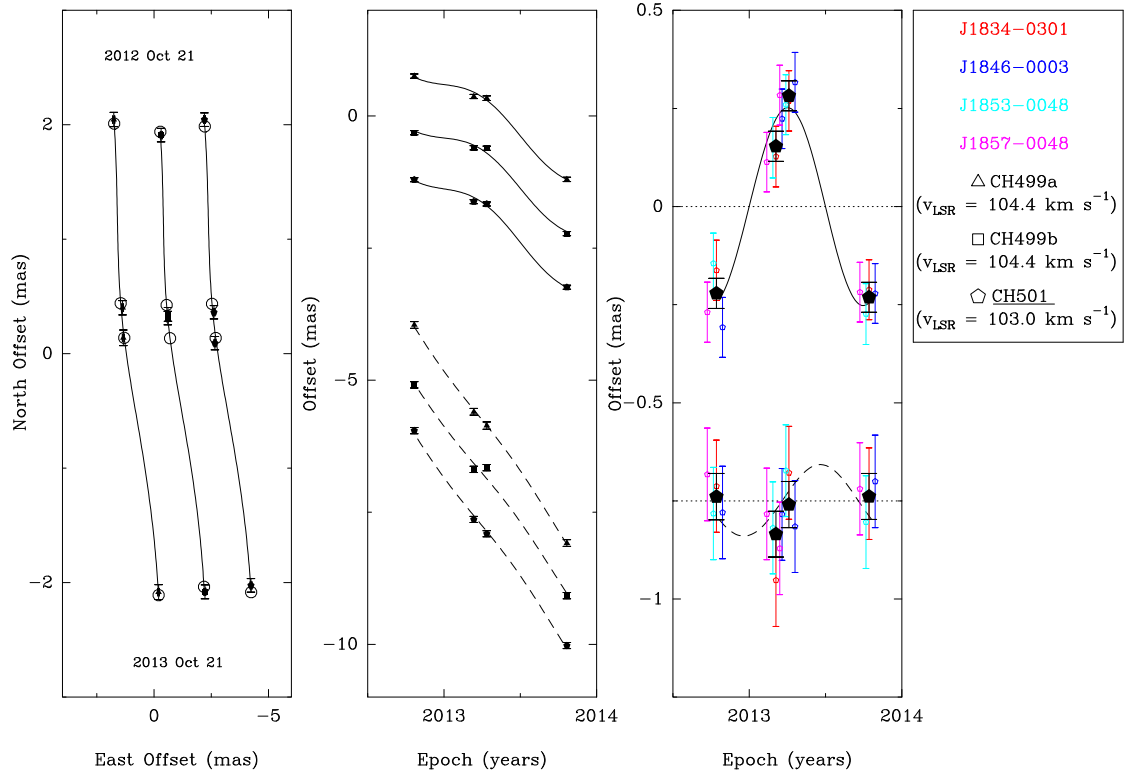 2012 Oct 21
2013 Oct 21
North Offset (mas)
2
0
−2
0
−5
East Offset (mas)
Offset (mas)
0
−5
−10
2013
2014
Epoch (years)
Offset (mas)
0.5
0
−0.5
−1
2013
2014
Epoch (years)
J1834−0301
J1846−0003
J1853−0048
J1857−0048
CH499a
(vLSR = 104.4 km s−1)
CH499b
(vLSR = 104.4 km s−1)
CH501
(vLSR = 103.0 km s−1)